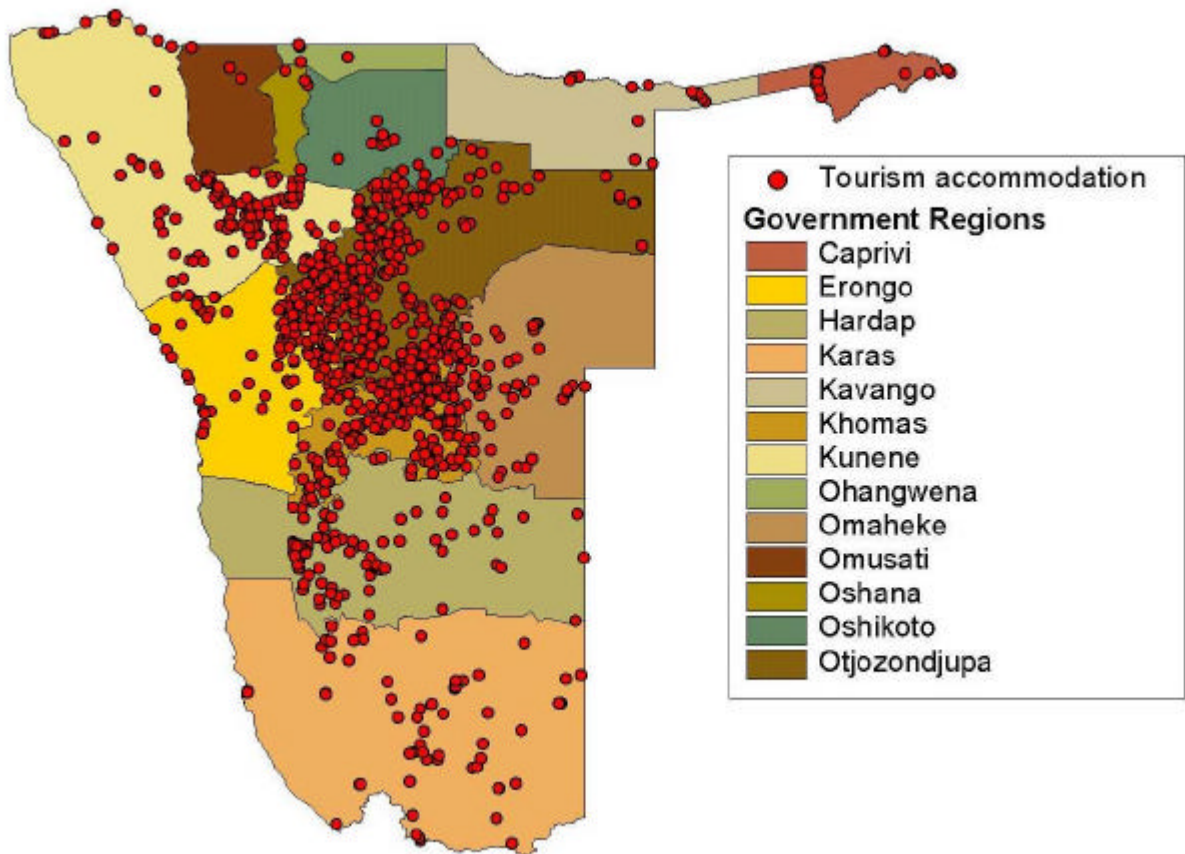 Tourism accommodation
Government Regions
Caprivi
Erongo
Hardap
Karas
Kavango
Khomas
Kunene
Ohangwena
Omaheke
Omusati
Oshana
Oshikoto
Otjozondjupa